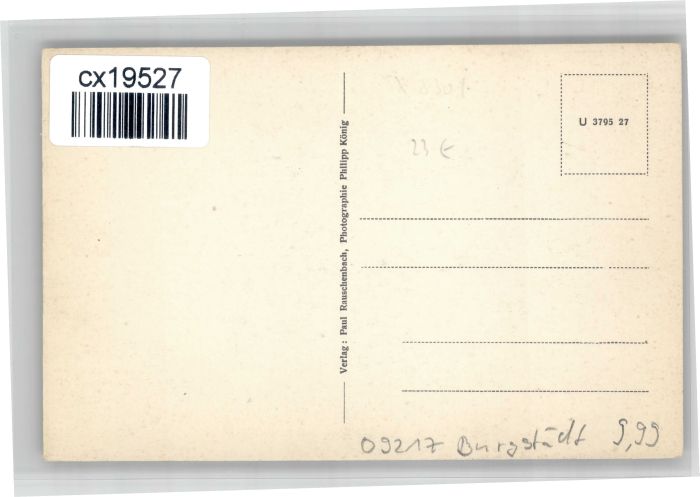 cx19527
U 3795 27
23 €
Verlag: Paul Rauschenbach, Photographie Philipp König
09217 Burgstädt 9,99